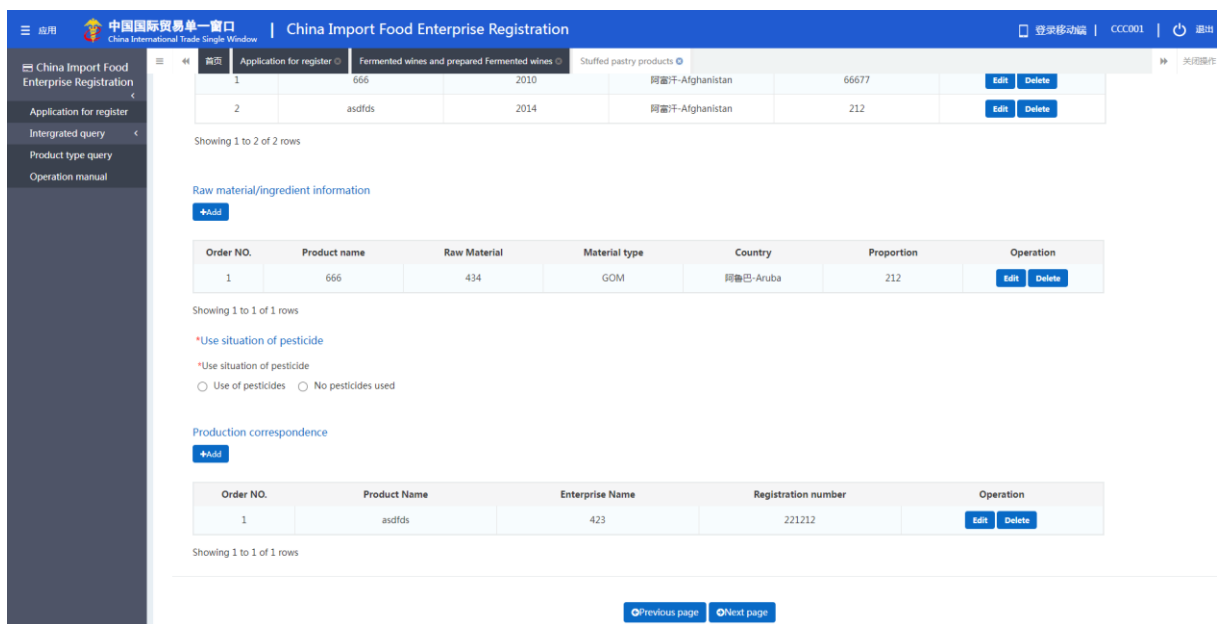 应用 中国国际贸易单一窗口 | China Import Food Enterprise Registration 登录移动端 | CCC001 | 退出
China International Trade Single Window
China Import Food Enterprise Registration
Application for register
Intergrated query
Product type query
Operation manual
首页 Application for register Fermented wines and prepared Fermented wines Stuffed pastry products 关闭操作
1 666 2010 阿富汗-Afghanistan 66677 Edit Delete
2 asdfds 2014 阿富汗-Afghanistan 212 Edit Delete
Showing 1 to 2 of 2 rows
Raw material/ingredient information
+Add
Order NO. Product name Raw Material Material type Country Proportion Operation
1 666 434 GOM 阿鲁巴-Aruba 212 Edit Delete
Showing 1 to 1 of 1 rows
*Use situation of pesticide
*Use situation of pesticide
Use of pesticides No pesticides used
Production correspondence
+Add
Order NO. Product Name Enterprise Name Registration number Operation
1 asdfds 423 221212 Edit Delete
Showing 1 to 1 of 1 rows
Previous page Next page